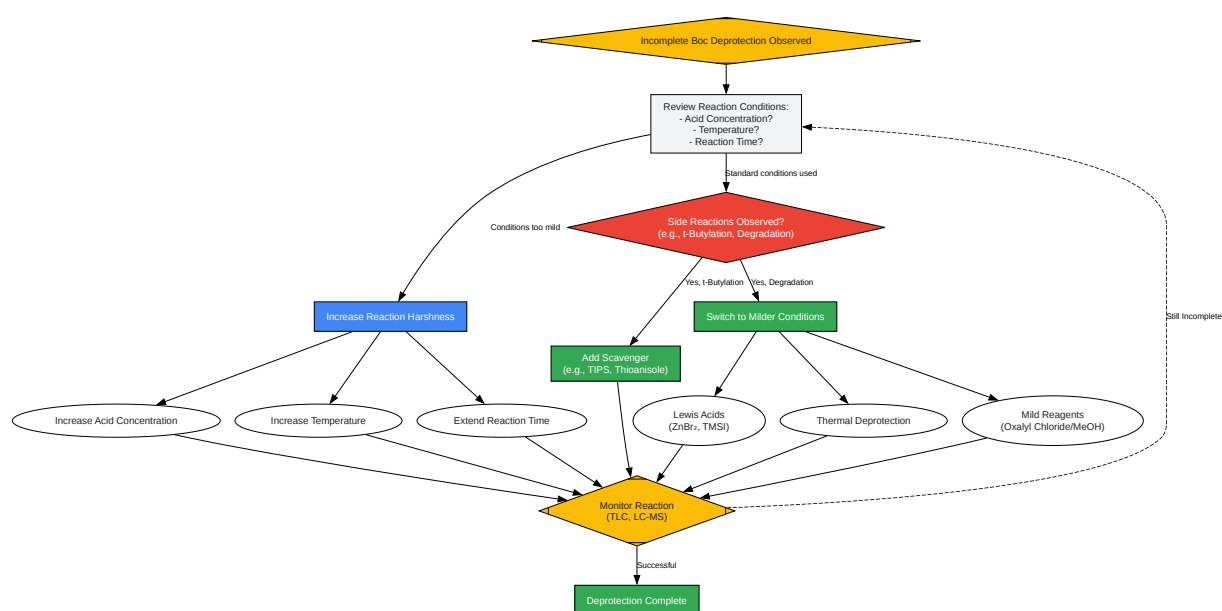 Incomplete Boc Deprotection Observed
Review Reaction Conditions:
- Acid Concentration?
- Temperature?
- Reaction Time?
Standard conditions used
Conditions too mild
Side Reactions Observed?
(e.g., t-Butylation, Degradation)
Yes, t-Butylation
Yes, Degradation
Increase Reaction Harshness
Switch to Milder Conditions
Still Incomplete
Add Scavenger
(e.g., TIPS, Thioanisole)
Increase Acid Concentration
Increase Temperature
Extend Reaction Time
Lewis Acids
(ZnBr₂, TMSI)
Thermal Deprotection
Mild Reagents
(Oxalyl Chloride/MeOH)
Monitor Reaction
(TLC, LC-MS)
Successful
Deprotection Complete